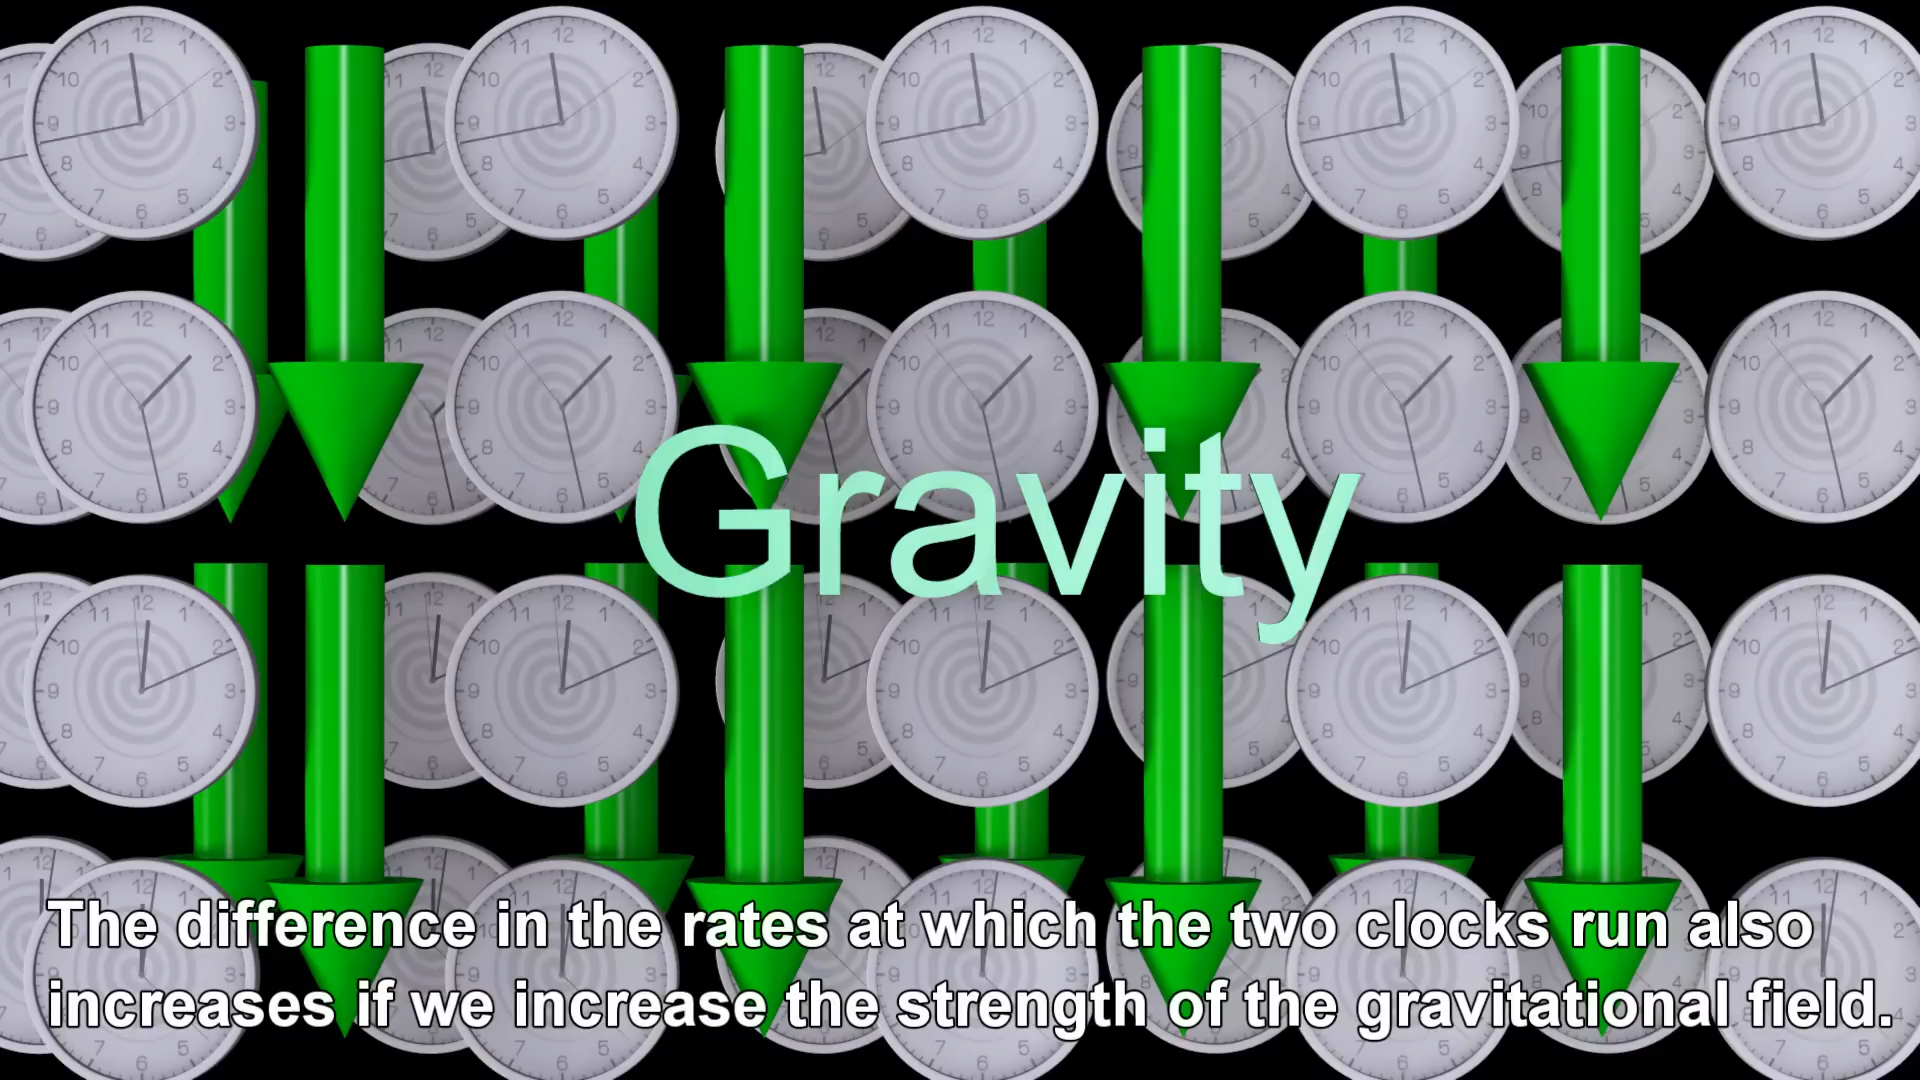 Gravity
The difference in the rates at which the two clocks run also
increases if we increase the strength of the gravitational field.